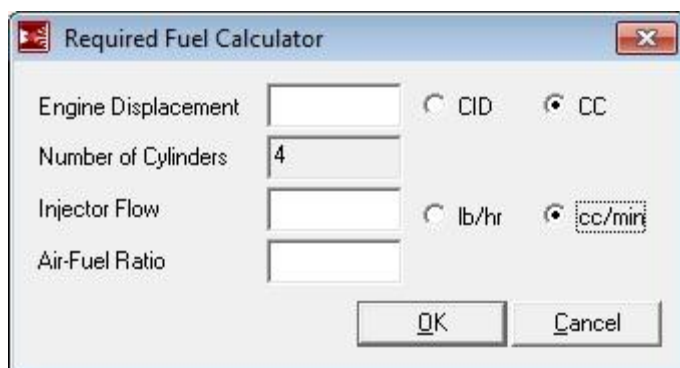 Required Fuel Calculator
Engine Displacement CID CC
Number of Cylinders 4
Injector Flow lb/hr cc/min
Air-Fuel Ratio
OK Cancel